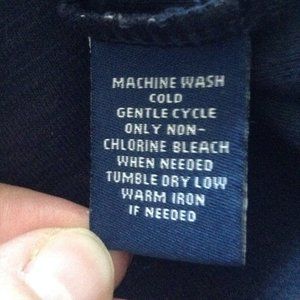 MACHINE WASH
COLD
GENTLE CYCLE
ONLY NON-
CHLORINE BLEACH
WHEN NEEDED
TUMBLE DRY LOW
WARM IRON
IF NEEDED